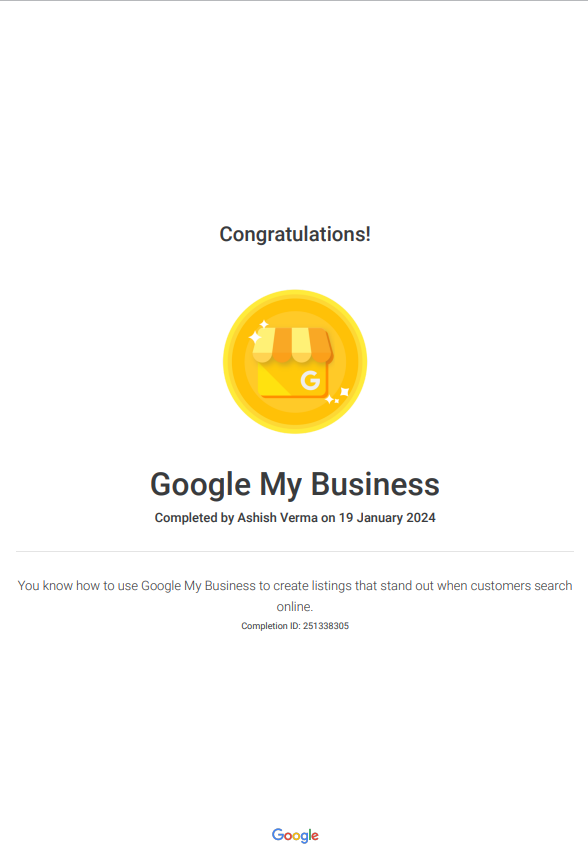 Congratulations!
G
Google My Business
Completed by Ashish Verma on 19 January 2024
You know how to use Google My Business to create listings that stand out when customers search
online.
Completion ID: 251338305
Google